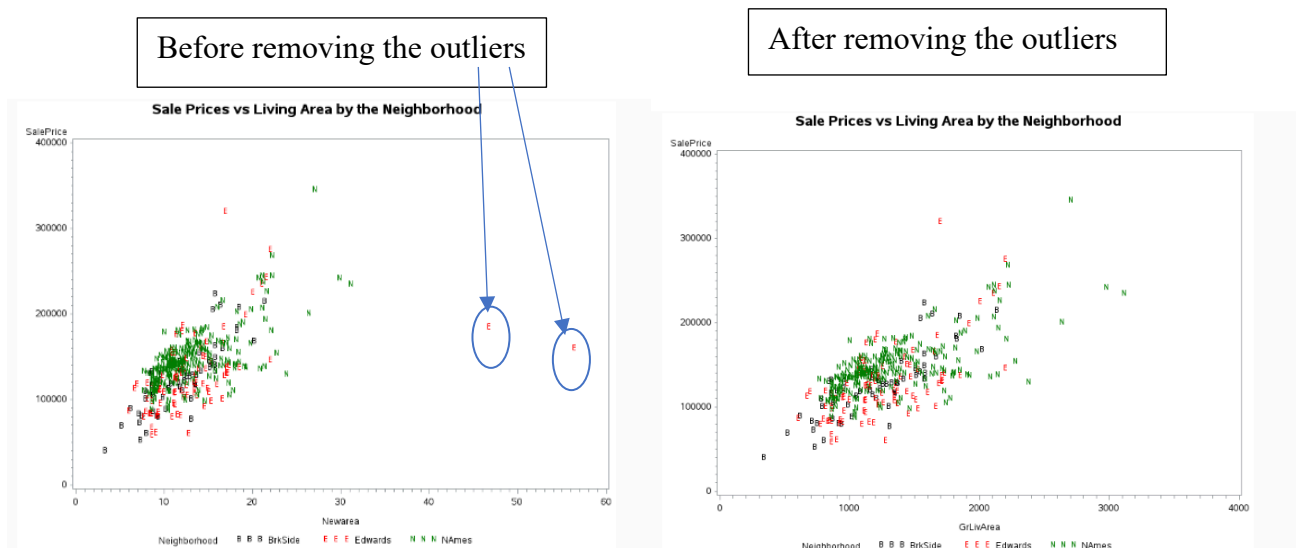 Before removing the outliers
After removing the outliers
Sale Prices vs Living Area by the Neighborhood
SalePrice
400000
300000
200000
100000
0
0 10 20 30 40 50 60
Newarea
Neighborhood B B B BrkSide E E E Edwards N N N NAmes
Sale Prices vs Living Area by the Neighborhood
SalePrice
400000
300000
200000
100000
0
0 1000 2000 3000 4000
GrLivArea
Neighborhood B B B BrkSide E E E Edwards N N N NAmes